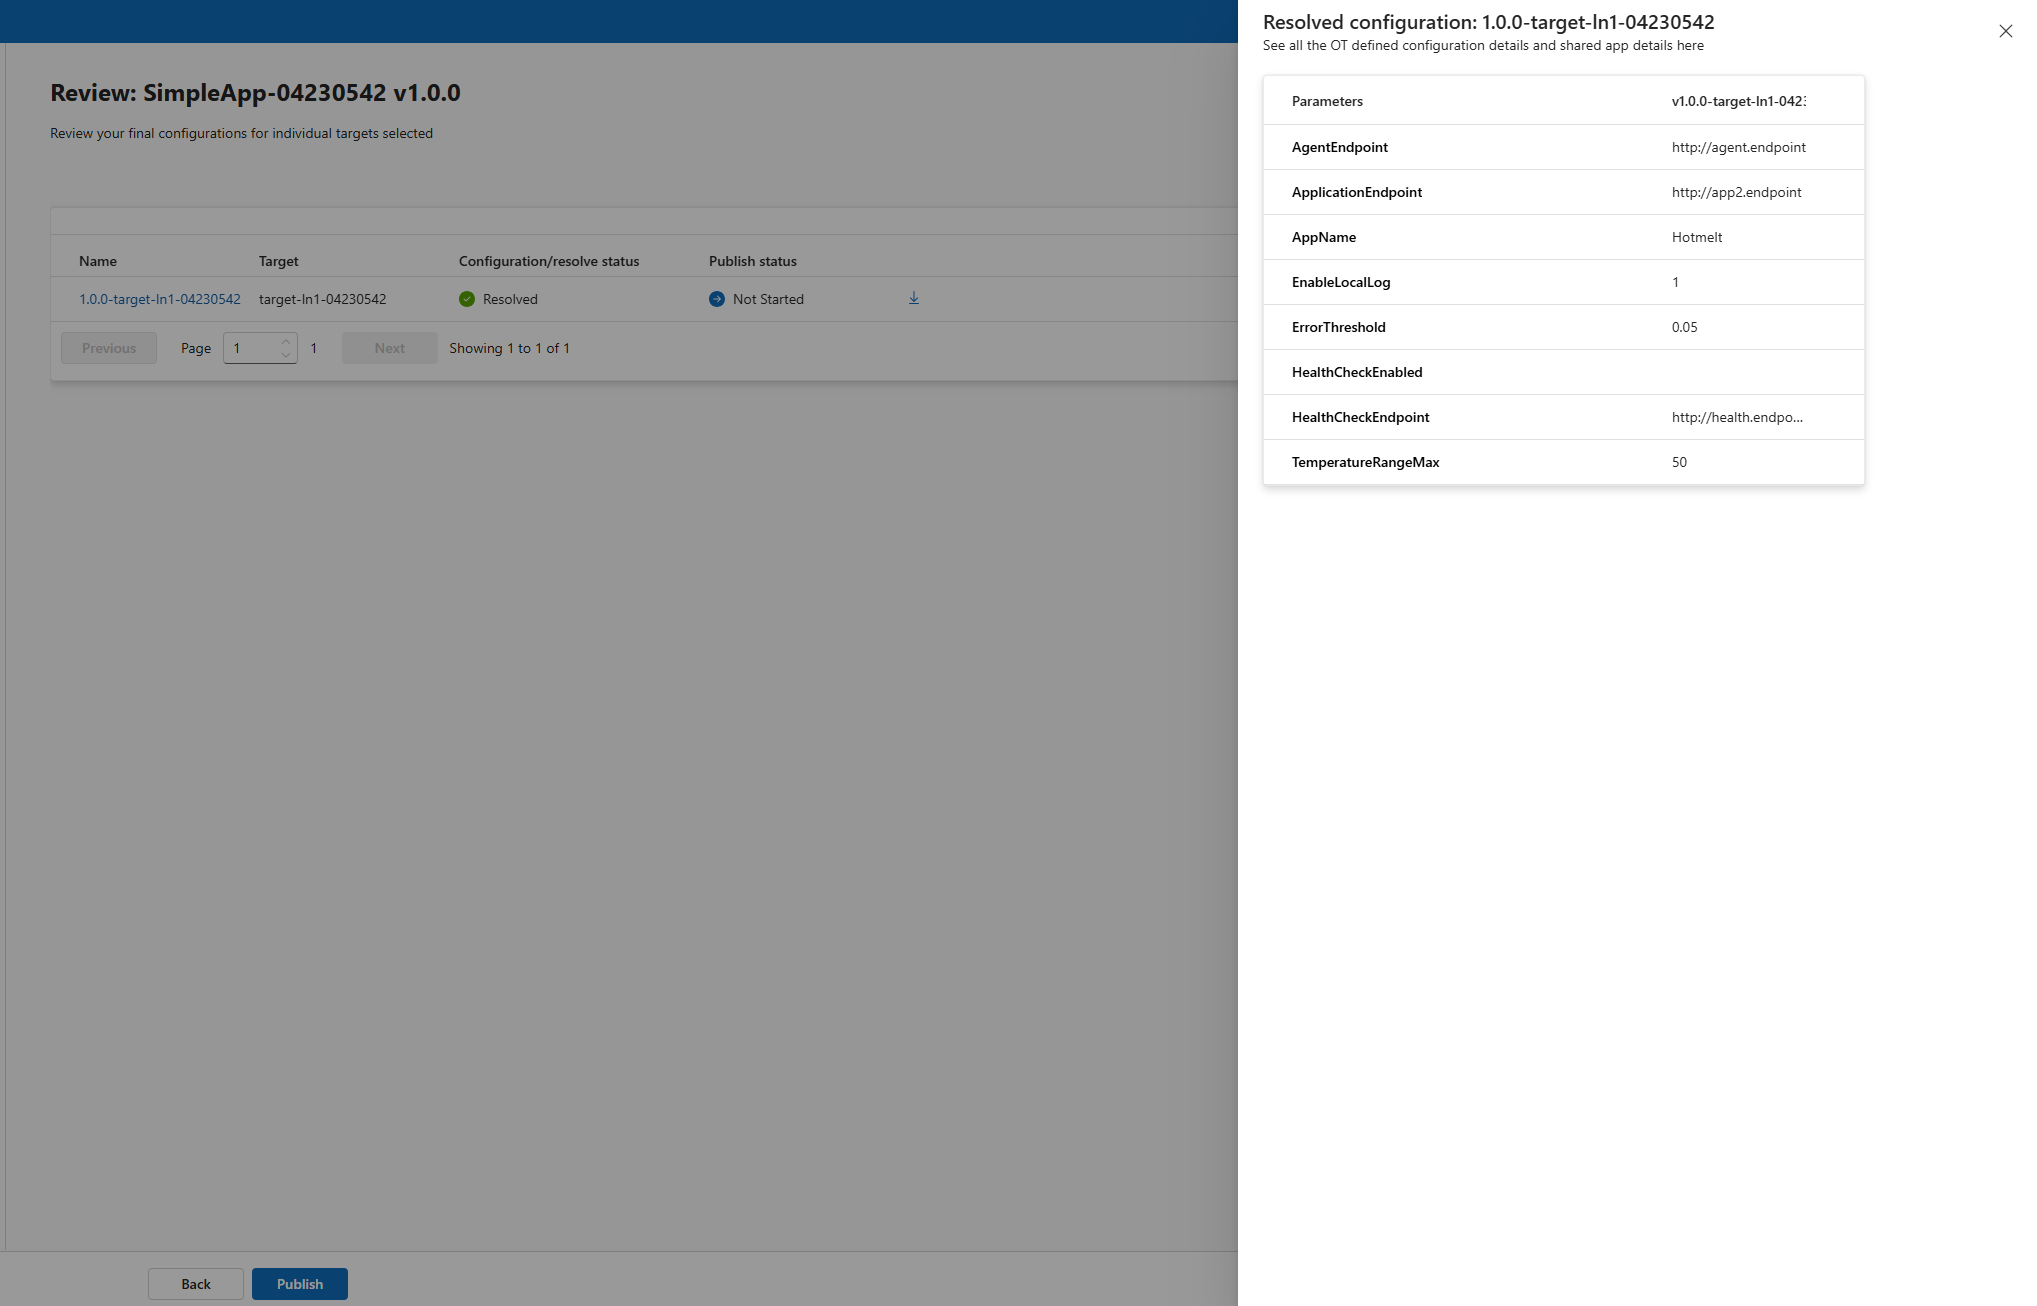 Review: SimpleApp-04230542 v1.0.0
Review your final configurations for individual targets selected
Name Target Configuration/resolve status Publish status
1.0.0-target-ln1-04230542 target-ln1-04230542 Resolved Not Started
Previous Page 1 1 Next Showing 1 to 1 of 1
Back Publish
Resolved configuration: 1.0.0-target-ln1-04230542
See all the OT defined configuration details and shared app details here
Parameters v1.0.0-target-ln1-042
AgentEndpoint http://agent.endpoint
ApplicationEndpoint http://app2.endpoint
AppName Hotmelt
EnableLocalLog 1
ErrorThreshold 0.05
HealthCheckEnabled
HealthCheckEndpoint http://health.endpo...
TemperatureRangeMax 50